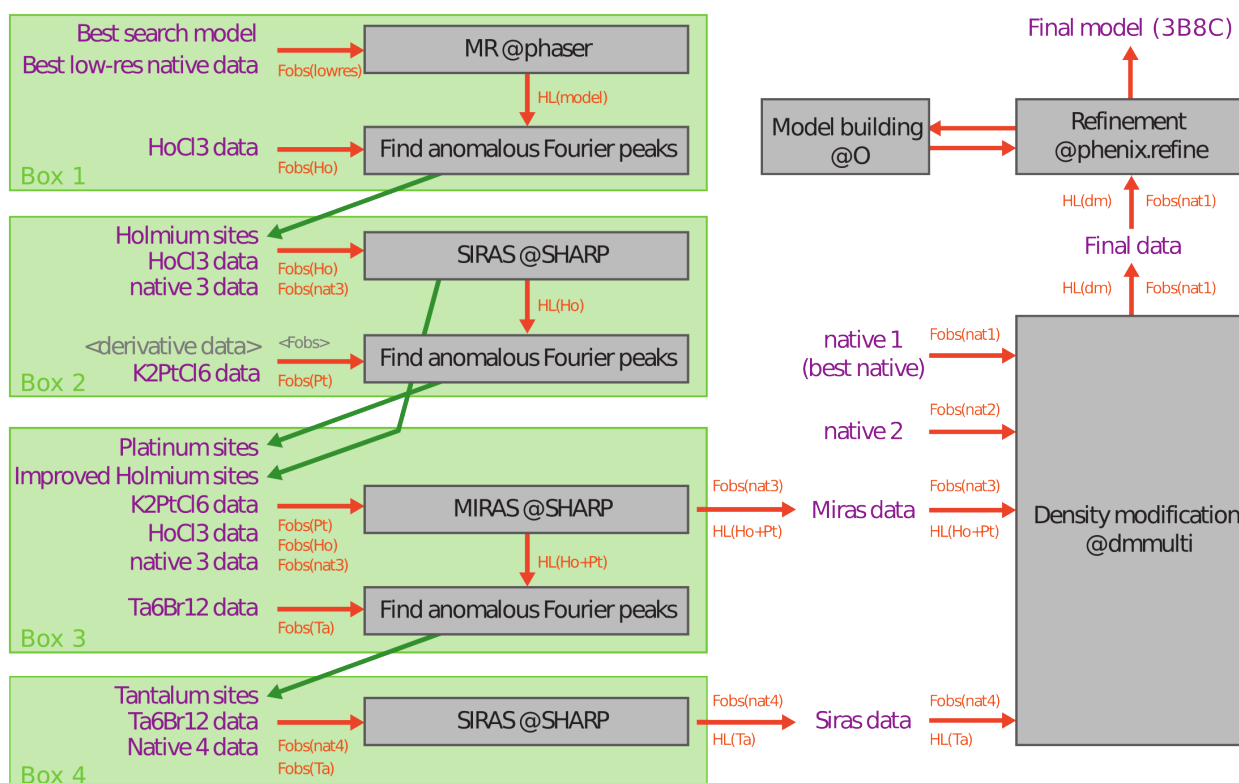 Best search model
Best low-res native data
Fobs(lowres)
MR @phaser
HL(model)
HoCl3 data
Fobs(Ho)
Find anomalous Fourier peaks
Box 1
Holmium sites
HoCl3 data
native 3 data
Fobs(Ho)
Fobs(nat3)
SIRAS @SHARP
HL(Ho)
<derivative data>
<Fobs>
K2PtCl6 data
Fobs(Pt)
Find anomalous Fourier peaks
Box 2
Platinum sites
Improved Holmium sites
K2PtCl6 data
HoCl3 data
native 3 data
Fobs(Pt)
Fobs(Ho)
Fobs(nat3)
MIRAS @SHARP
HL(Ho+Pt)
Ta6Br12 data
Fobs(Ta)
Find anomalous Fourier peaks
Box 3
Tantalum sites
Ta6Br12 data
Native 4 data
Fobs(nat4)
Fobs(Ta)
SIRAS @SHARP
Box 4
Fobs(nat3)
HL(Ho+Pt)
Miras data
Fobs(nat3)
HL(Ho+Pt)
Fobs(nat4)
HL(Ta)
Siras data
Fobs(nat4)
HL(Ta)
native 1
(best native)
Fobs(nat1)
native 2
Fobs(nat2)
Density modification
@dmmulti
HL(dm)
Fobs(nat1)
Final data
HL(dm)
Fobs(nat1)
Refinement
@phenix.refine
Model building
@O
Final model (3B8C)